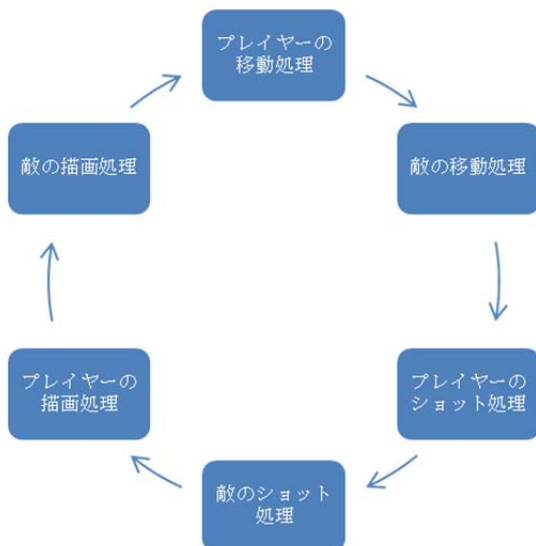 プレイヤーの
移動処理
敵の移動処理
プレイヤーの
ショット処理
敵のショット
処理
プレイヤーの
描画処理
敵の描画処理